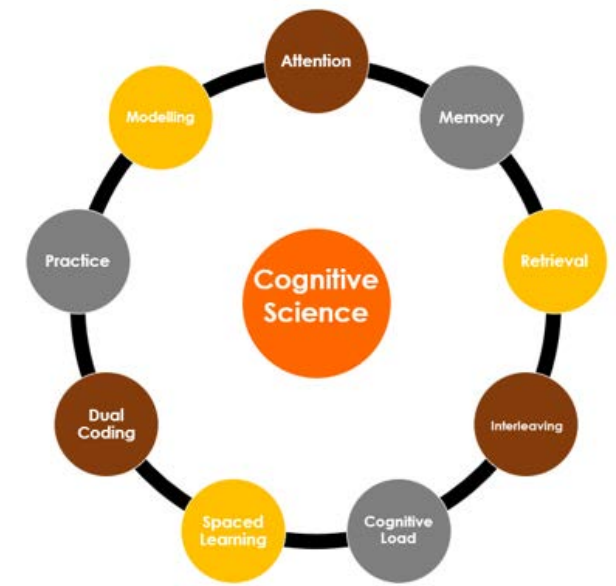 Attention
Memory
Retrieval
Interleaving
Cognitive
Load
Spaced
Learning
Dual
Coding
Practice
Modelling
Cognitive
Science